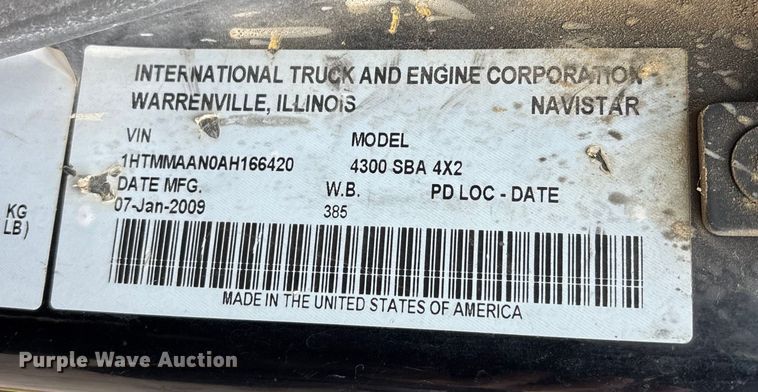 INTERNATIONAL TRUCK AND ENGINE CORPORATION
WARRENVILLE, ILLINOIS NAVISTAR
VIN MODEL
1HTMMAAN0AH166420 4300 SBA 4X2
DATE MFG. W.B. PD LOC - DATE
07-Jan-2009 385
KG
LB)
MADE IN THE UNITED STATES OF AMERICA
Purple Wave Auction